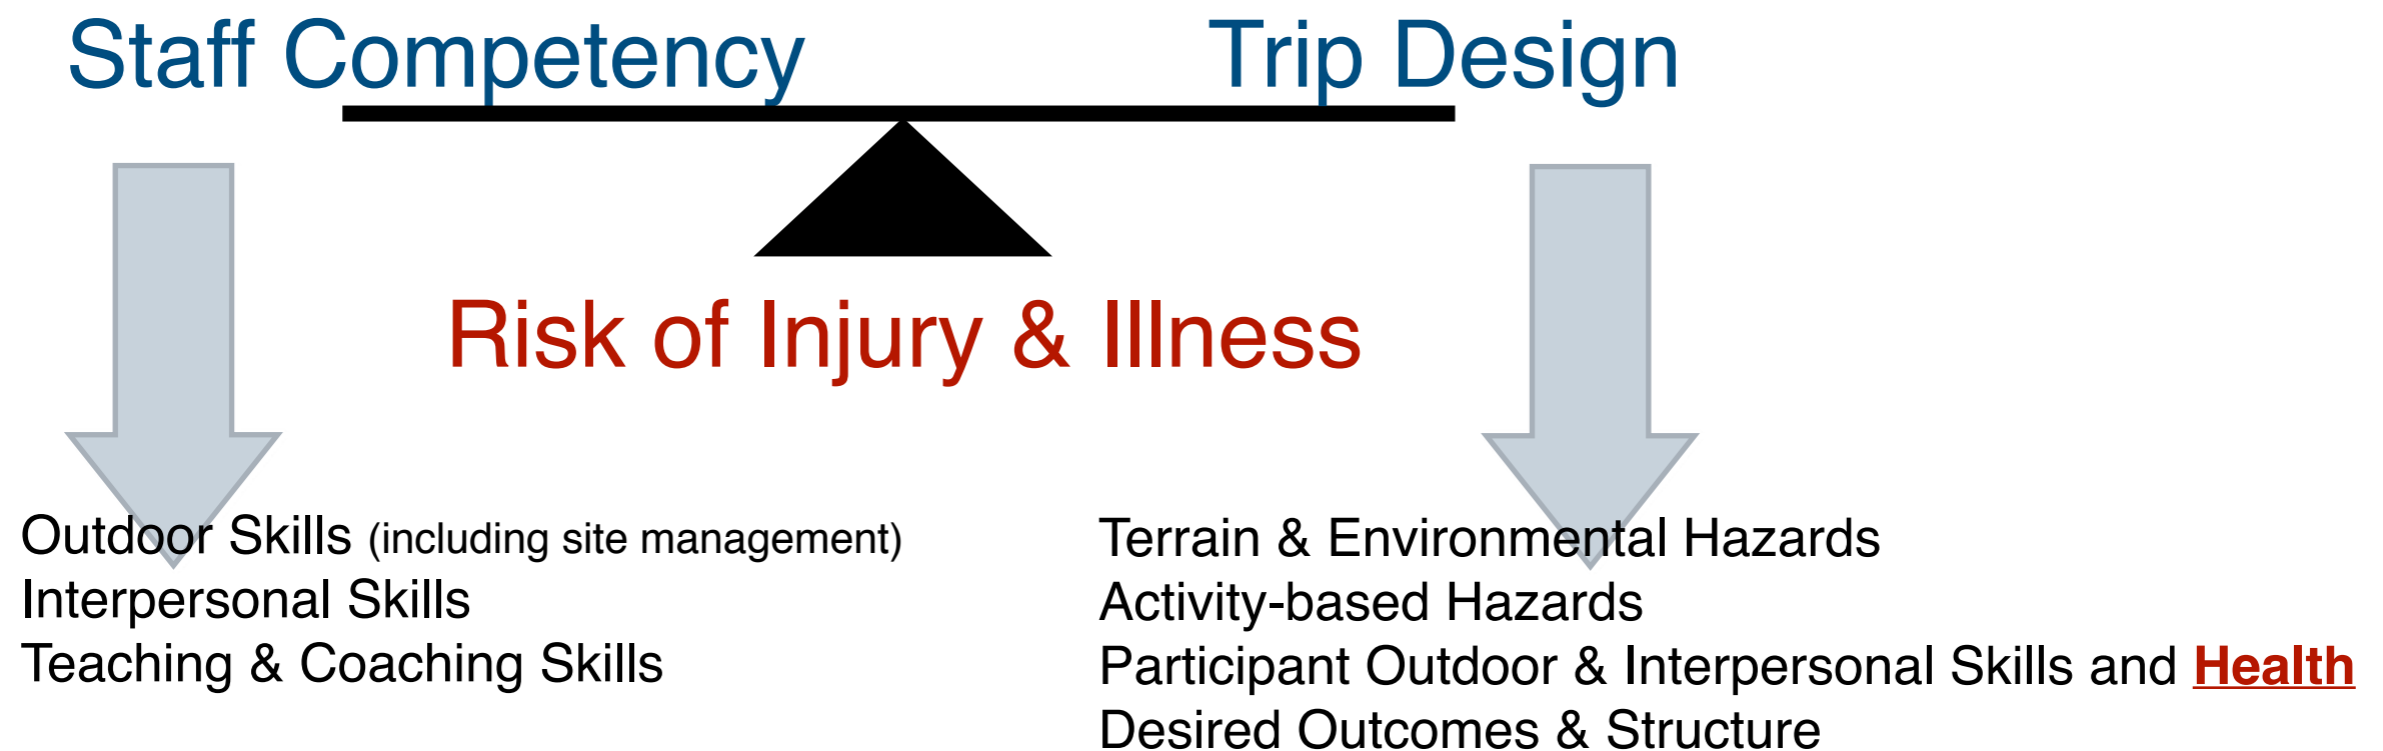 Staff Competency
Trip Design
Risk of Injury & Illness
Outdoor Skills (including site management)
Interpersonal Skills
Teaching & Coaching Skills
Terrain & Environmental Hazards
Activity-based Hazards
Participant Outdoor & Interpersonal Skills and Health
Desired Outcomes & Structure